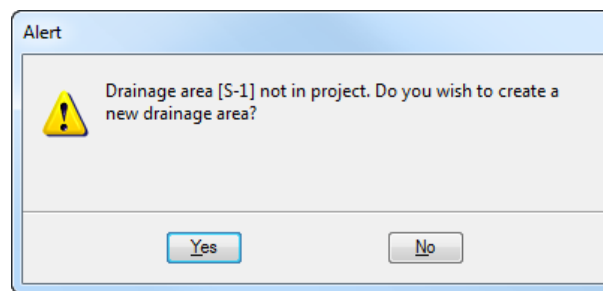 Alert
Drainage area [S-1] not in project. Do you wish to create a
new drainage area?
Yes
No